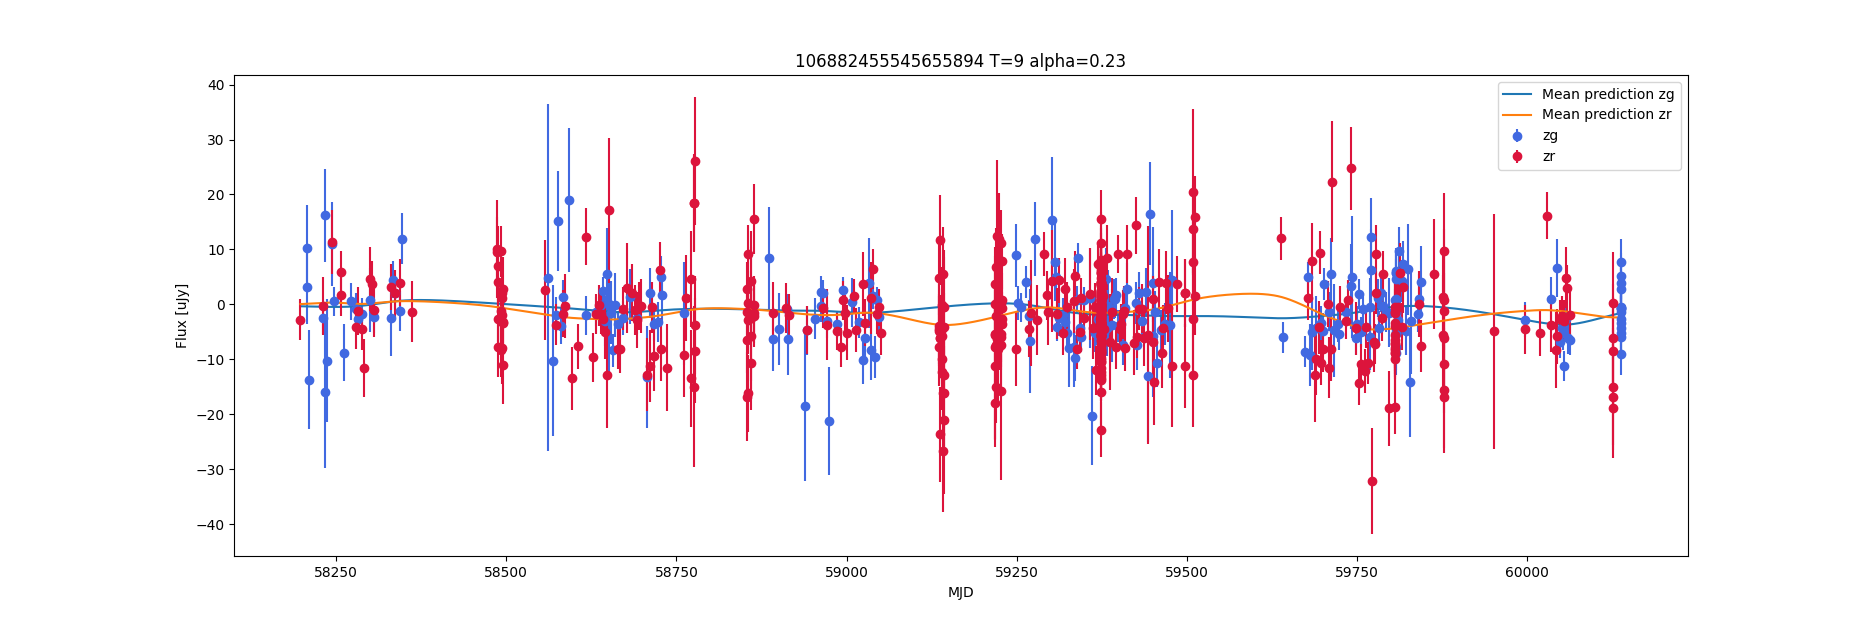 106882455545655894 T=9 alpha=0.23
40
30
20
10
0
−10
−20
−30
−40
Flux [uJy]
58250
58500
58750
59000
59250
59500
59750
60000
MJD
Mean prediction zg
Mean prediction zr
zg
zr